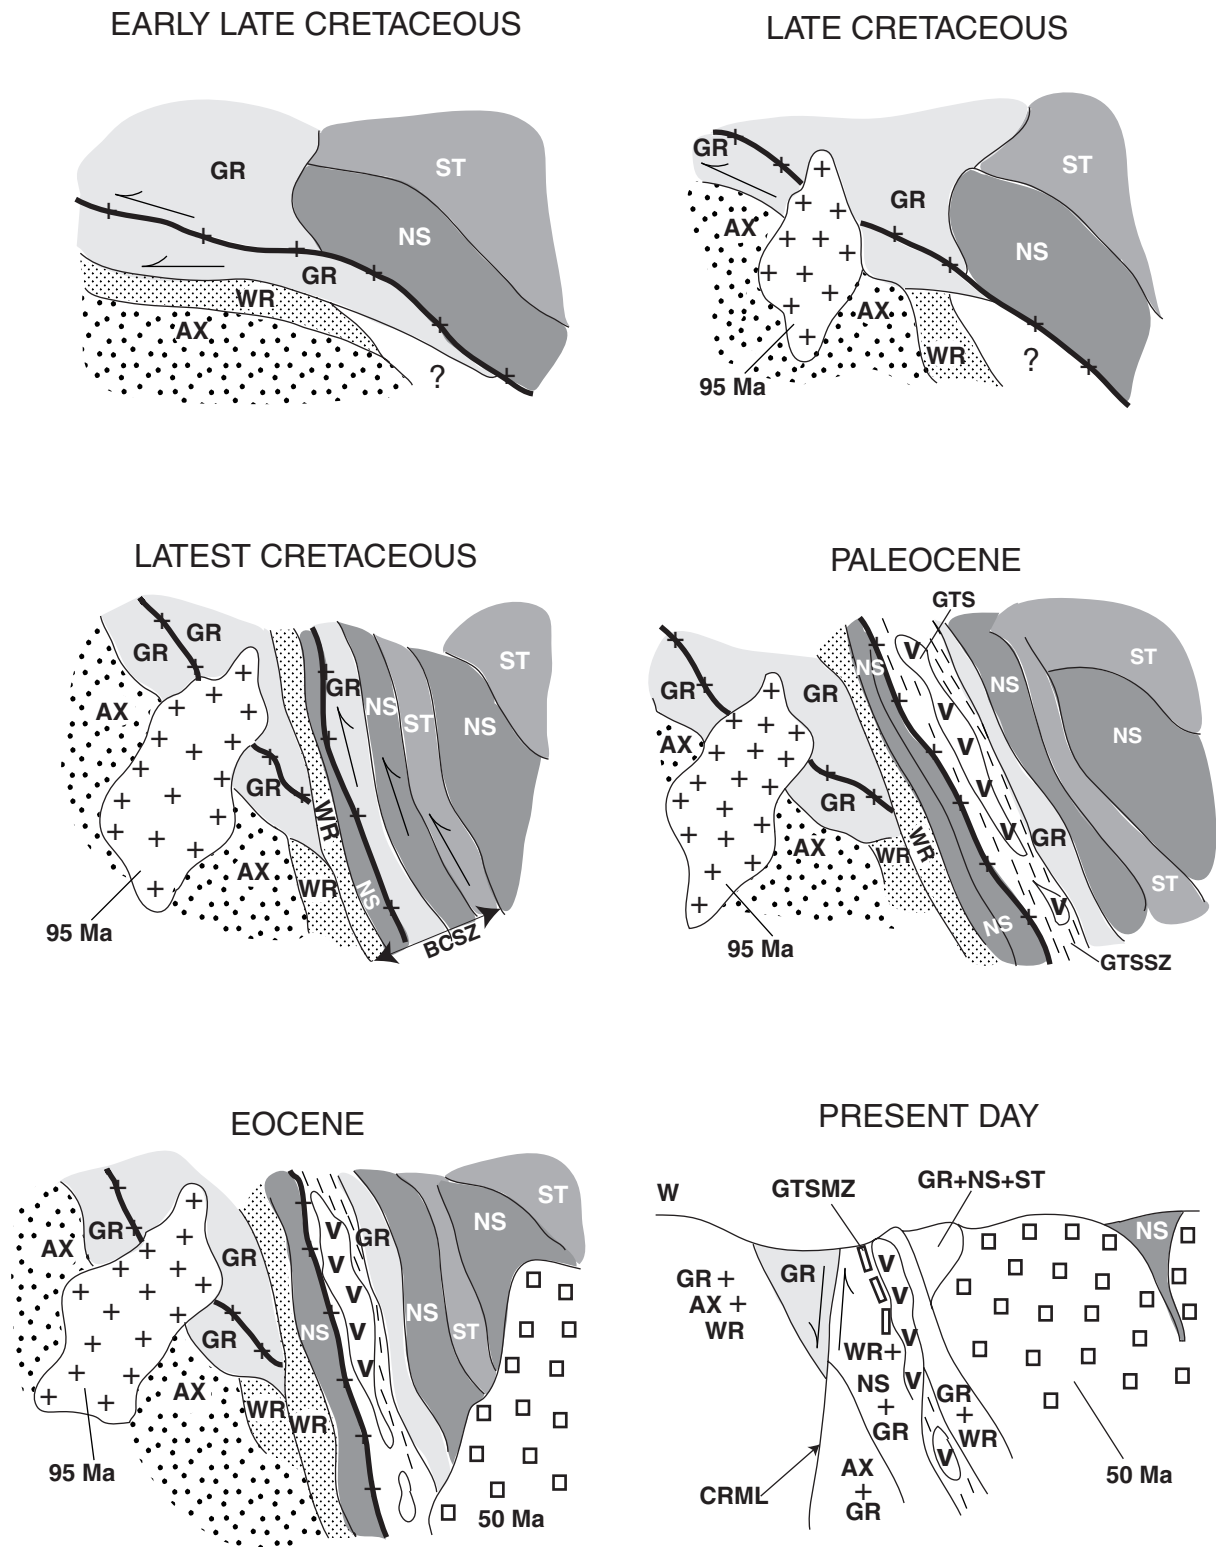 EARLY LATE CRETACEOUS
GR
ST
NS
GR
WR
AX
?
LATE CRETACEOUS
GR
ST
GR
AX
NS
AX
WR
?
95 Ma
LATEST CRETACEOUS
GR
GR
ST
GR
NS
AX
ST
NS
GR
WR
AX
WR
NS
95 Ma
BCSZ
PALEOCENE
GTS
V
ST
NS
NS
GR
GR
V
NS
AX
V
V
GR
V
GR
AX
WR
WR
ST
V
NS
95 Ma
GTSSZ
EOCENE
ST
GR
V
NS
AX
GR
GR
V
V
NS
GR
NS
V
ST
V
AX
WR
WR
95 Ma
50 Ma
PRESENT DAY
W
GTSMZ
GR+NS+ST
NS
GR
V
GR +
AX +
WR
V
V
WR+
NS
+
GR
V
GR
+
WR
V
AX
+
GR
CRML
50 Ma